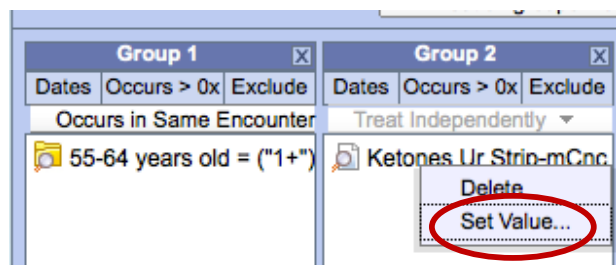 Group 1 X
Group 2 X
Dates Occurs > 0x Exclude
Dates Occurs > 0x Exclude
Occurs in Same Encounter
Treat Independently
55-64 years old = ("1+")
Ketones Ur Strip-mCnc
Delete
Set Value...